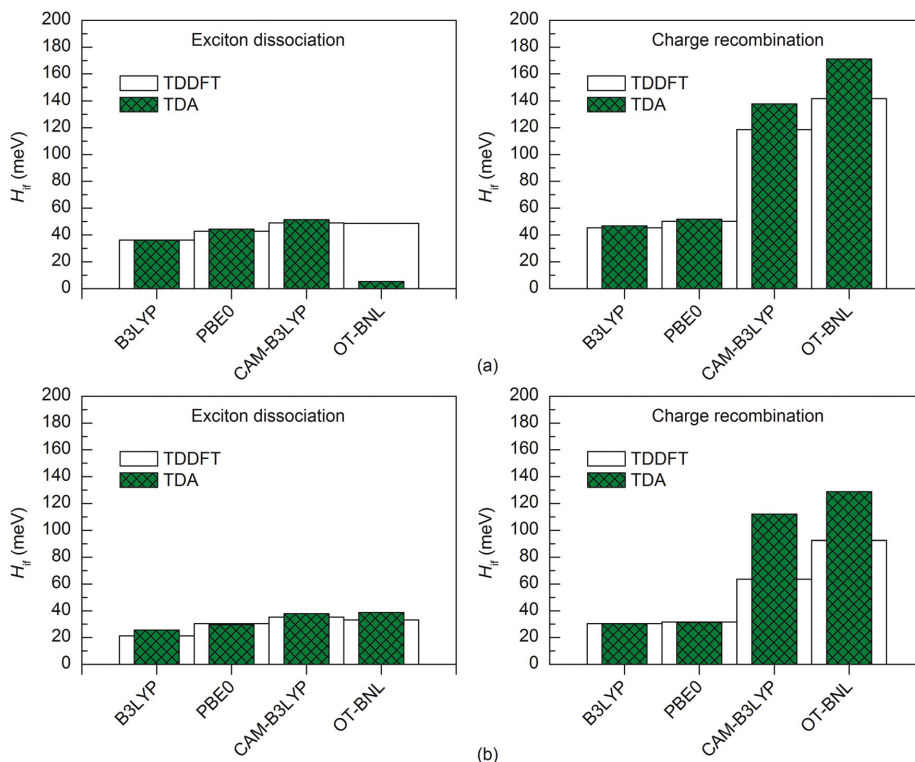 Exciton dissociation
TDDFT
TDA
H_if (meV)
200
180
160
140
120
100
80
60
40
20
0
B3LYP
PBE0
CAM-B3LYP
OT-BNL
Charge recombination
TDDFT
TDA
H_if (meV)
200
180
160
140
120
100
80
60
40
20
0
B3LYP
PBE0
CAM-B3LYP
OT-BNL
(a)
Exciton dissociation
TDDFT
TDA
H_if (meV)
200
180
160
140
120
100
80
60
40
20
0
B3LYP
PBE0
CAM-B3LYP
OT-BNL
Charge recombination
TDDFT
TDA
H_if (meV)
200
180
160
140
120
100
80
60
40
20
0
B3LYP
PBE0
CAM-B3LYP
OT-BNL
(b)